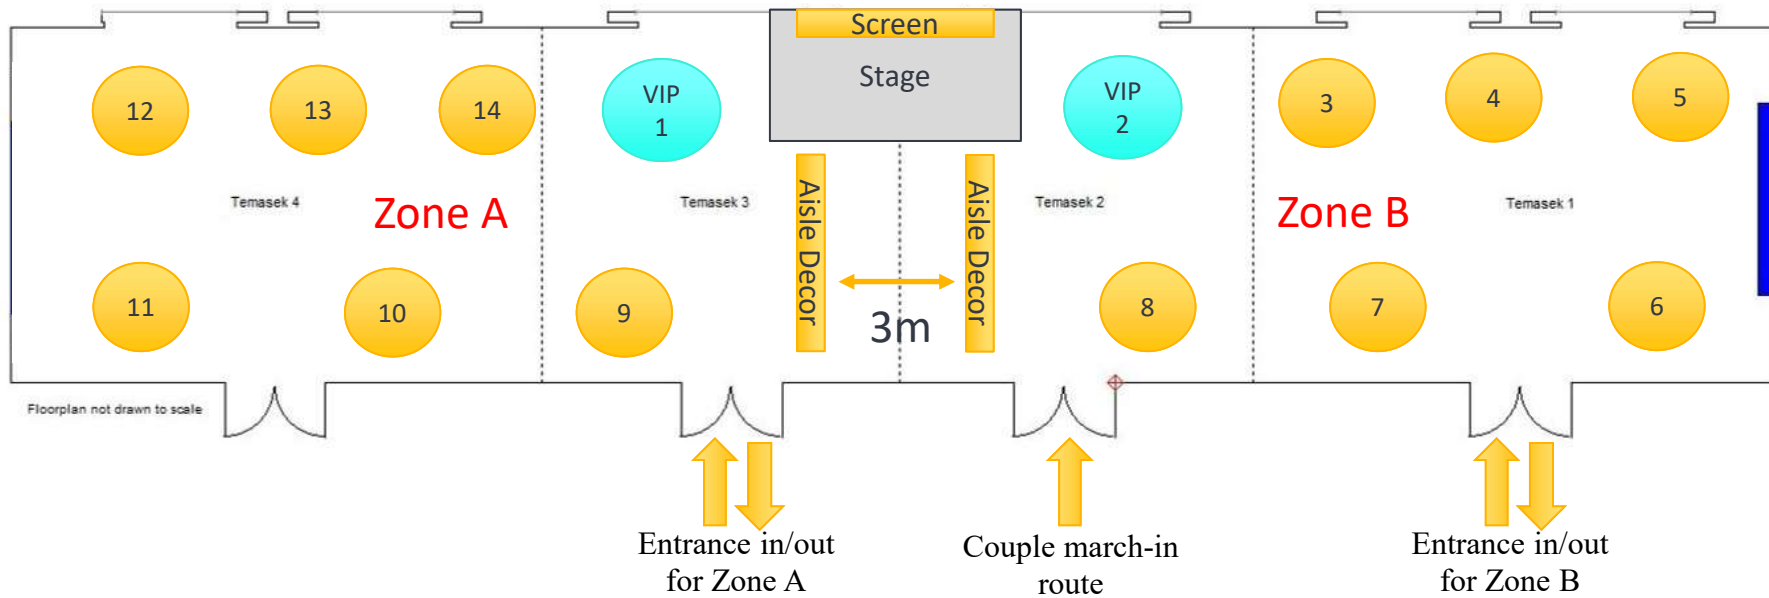 Screen
Stage
12
13
14
VIP
1
VIP
2
3
4
5
Temasek 4
Zone A
Temasek 3
Aisle Decor
Aisle Decor
Temasek 2
Zone B
Temasek 1
11
10
9
3m
8
7
6
Floorplan not drawn to scale
Entrance in/out
for Zone A
Couple march-in
route
Entrance in/out
for Zone B